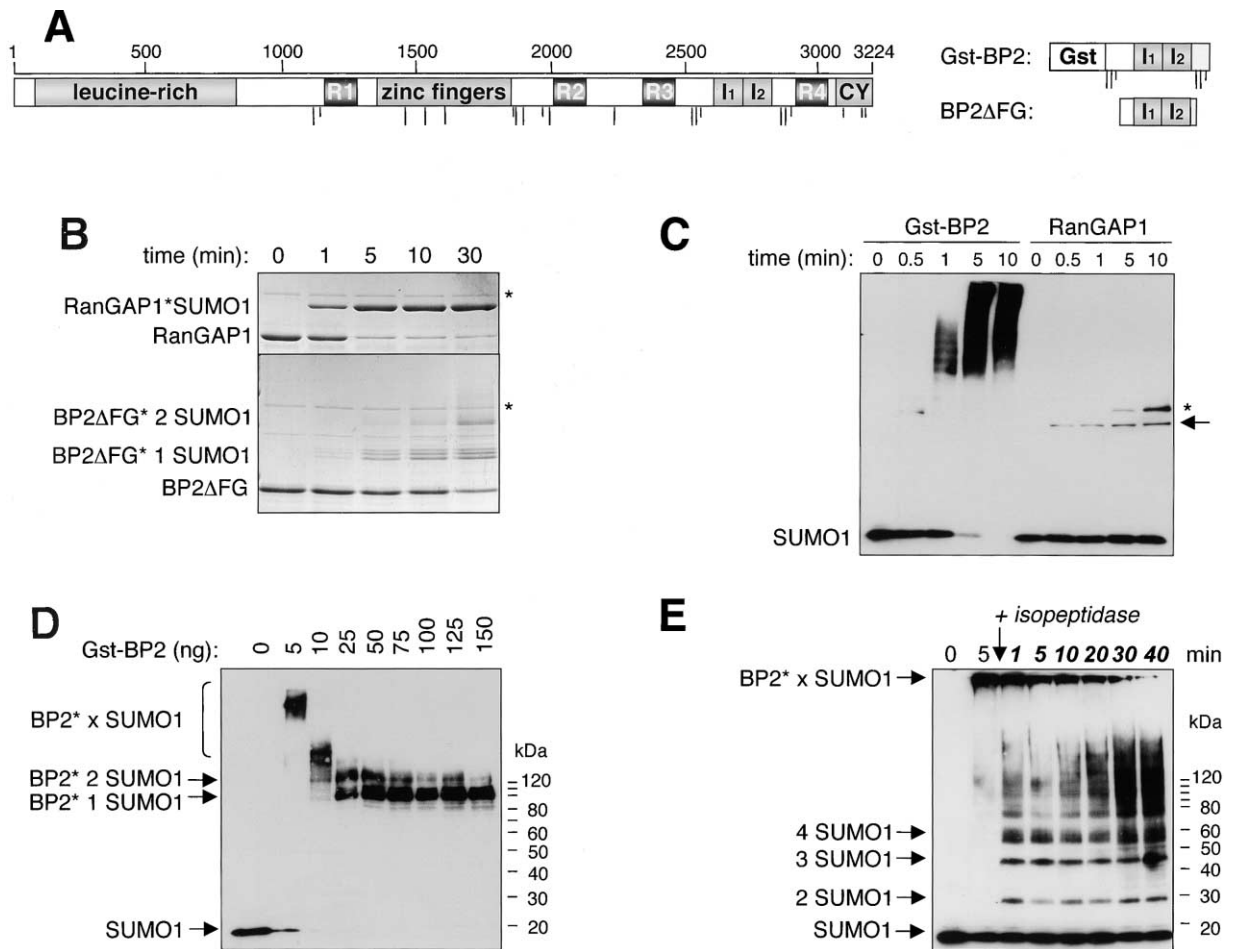 A
1 500 1000 1500 2000 2500 3000 3224
leucine-rich R1 zinc fingers R2 R3 I1 I2 R4 CY
Gst-BP2: Gst I1 I2
BP2ΔFG: I1 I2
B
time (min): 0 1 5 10 30
*
RanGAP1*SUMO1
RanGAP1
BP2ΔFG* 2 SUMO1 *
BP2ΔFG* 1 SUMO1
BP2ΔFG
C
Gst-BP2 RanGAP1
time (min): 0 0.5 1 5 10 0 0.5 1 5 10
*
SUMO1
D
Gst-BP2 (ng): 0 5 10 25 50 75 100 125 150
BP2* x SUMO1
kDa
BP2* 2 SUMO1 120
BP2* 1 SUMO1 80
60
50
40
30
SUMO1 20
E
+ isopeptidase
0 5 1 5 10 20 30 40 min
BP2* x SUMO1
kDa
120
80
4 SUMO1 60
50
3 SUMO1 40
2 SUMO1 30
SUMO1 20